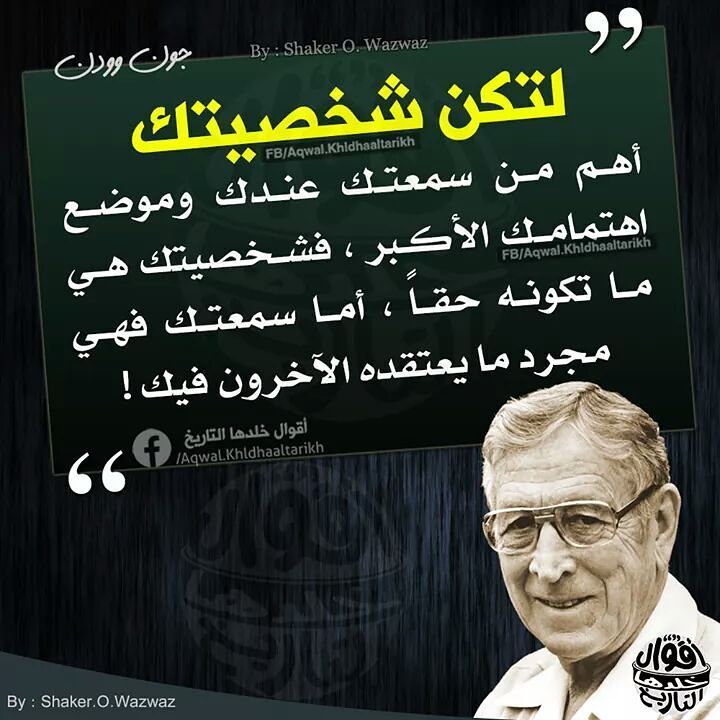 جون وودن
By : Shaker O. Wazwaz
لتكن شخصيتك
FB/Aqwal.Khldhaaltarikh
أهم من سمعتك عندك وموضع
اهتمامك الأكبر ، فشخصيتك هي
FB/Aqwal.Khldhaaltarikh
ما تكونه حقاً ، أما سمعتك فهي
مجرد ما يعتقده الآخرون فيك !
أقوال خلدها التاريخ
/Aqwal.Khldhaaltarikh
أقوال
خلدها
التاريخ
By : Shaker.O.Wazwaz